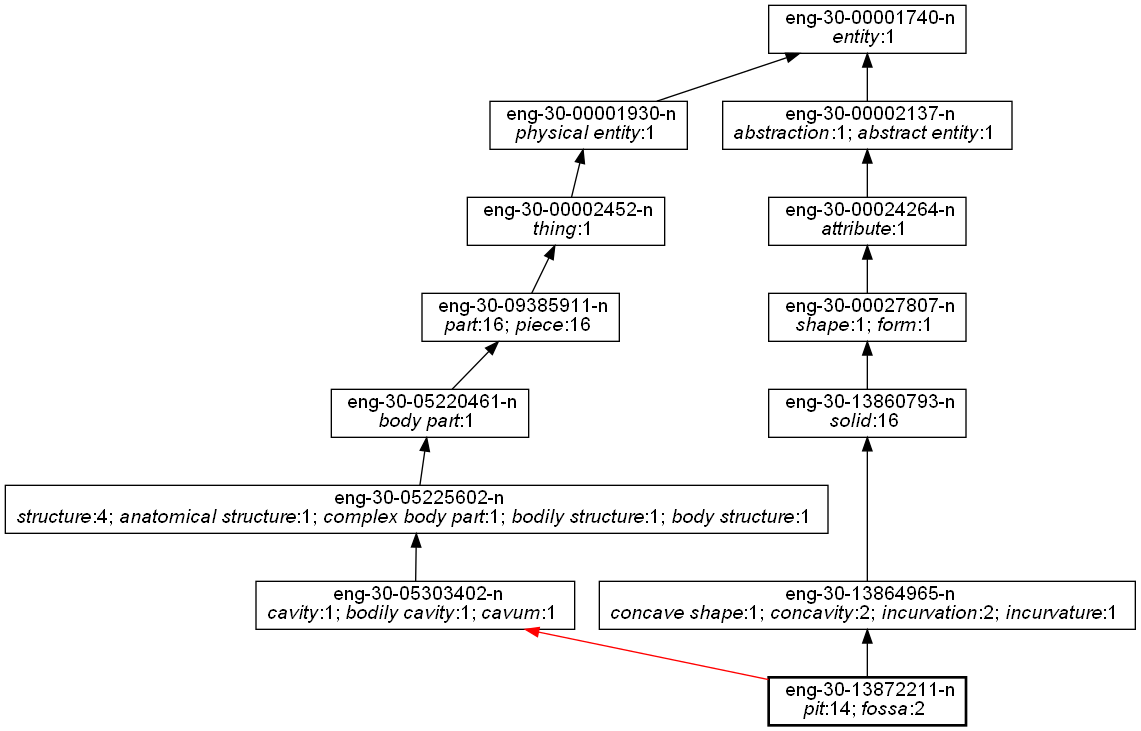 eng-30-00001740-n
entity:1
eng-30-00001930-n
physical entity:1
eng-30-00002137-n
abstraction:1; abstract entity:1
eng-30-00002452-n
thing:1
eng-30-00024264-n
attribute:1
eng-30-09385911-n
part:16; piece:16
eng-30-00027807-n
shape:1; form:1
eng-30-05220461-n
body part:1
eng-30-13860793-n
solid:16
eng-30-05225602-n
structure:4; anatomical structure:1; complex body part:1; bodily structure:1; body structure:1
eng-30-05303402-n
cavity:1; bodily cavity:1; cavum:1
eng-30-13864965-n
concave shape:1; concavity:2; incurvation:2; incurvature:1
eng-30-13872211-n
pit:14; fossa:2